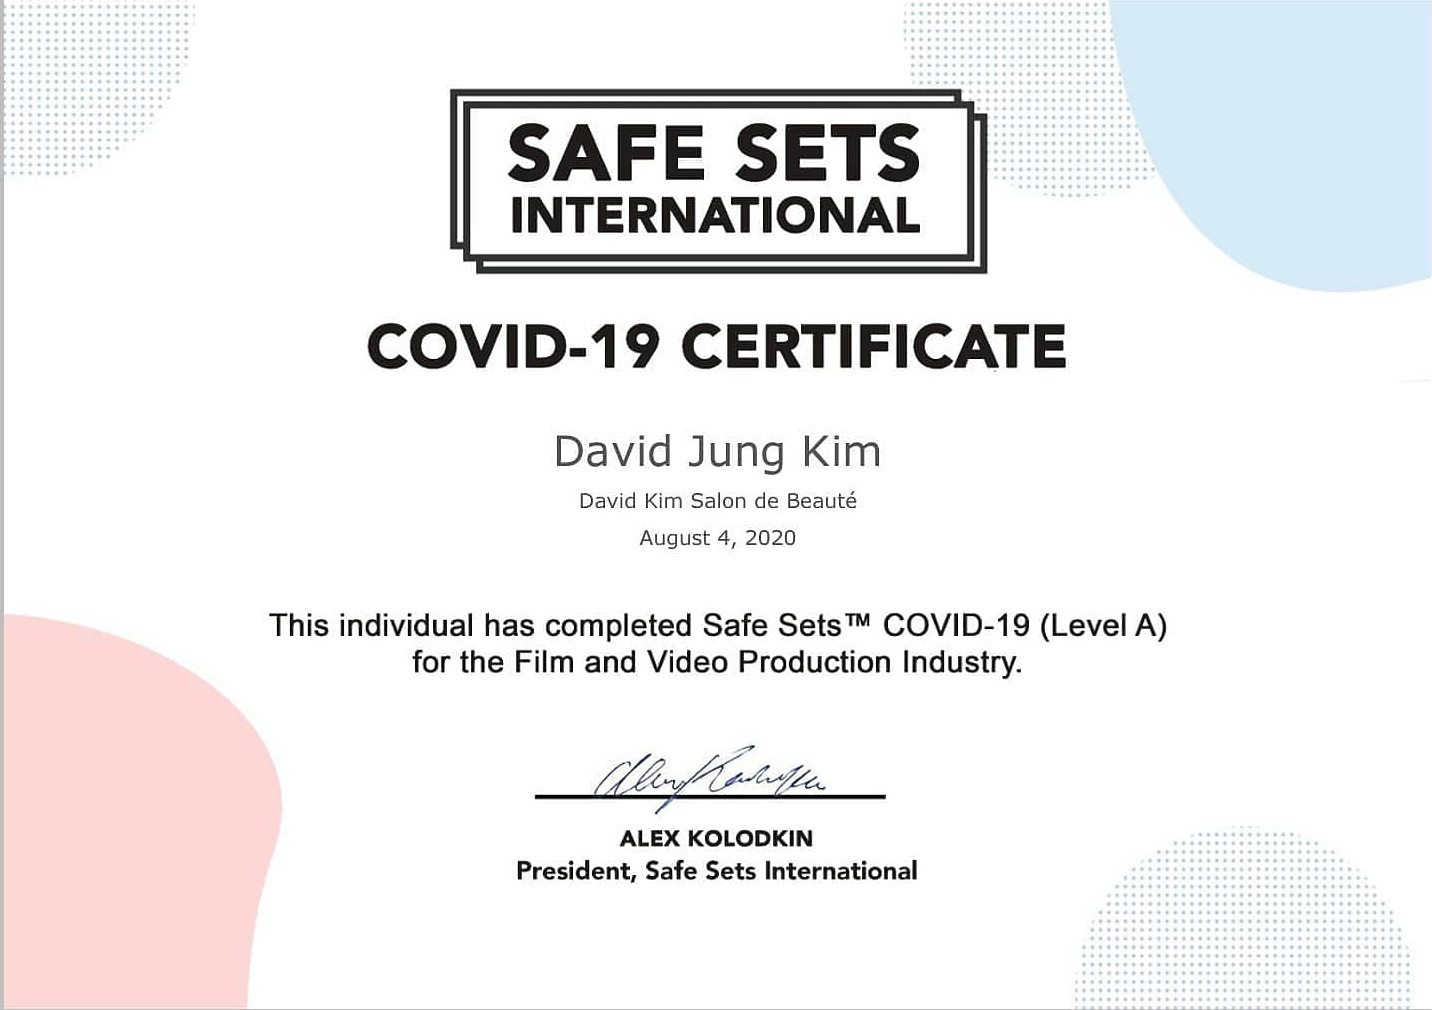 SAFE SETS
INTERNATIONAL
COVID-19 CERTIFICATE
David Jung Kim
David Kim Salon de Beauté
August 4, 2020
This individual has completed Safe Sets™ COVID-19 (Level A)
for the Film and Video Production Industry.
ALEX KOLODKIN
President, Safe Sets International